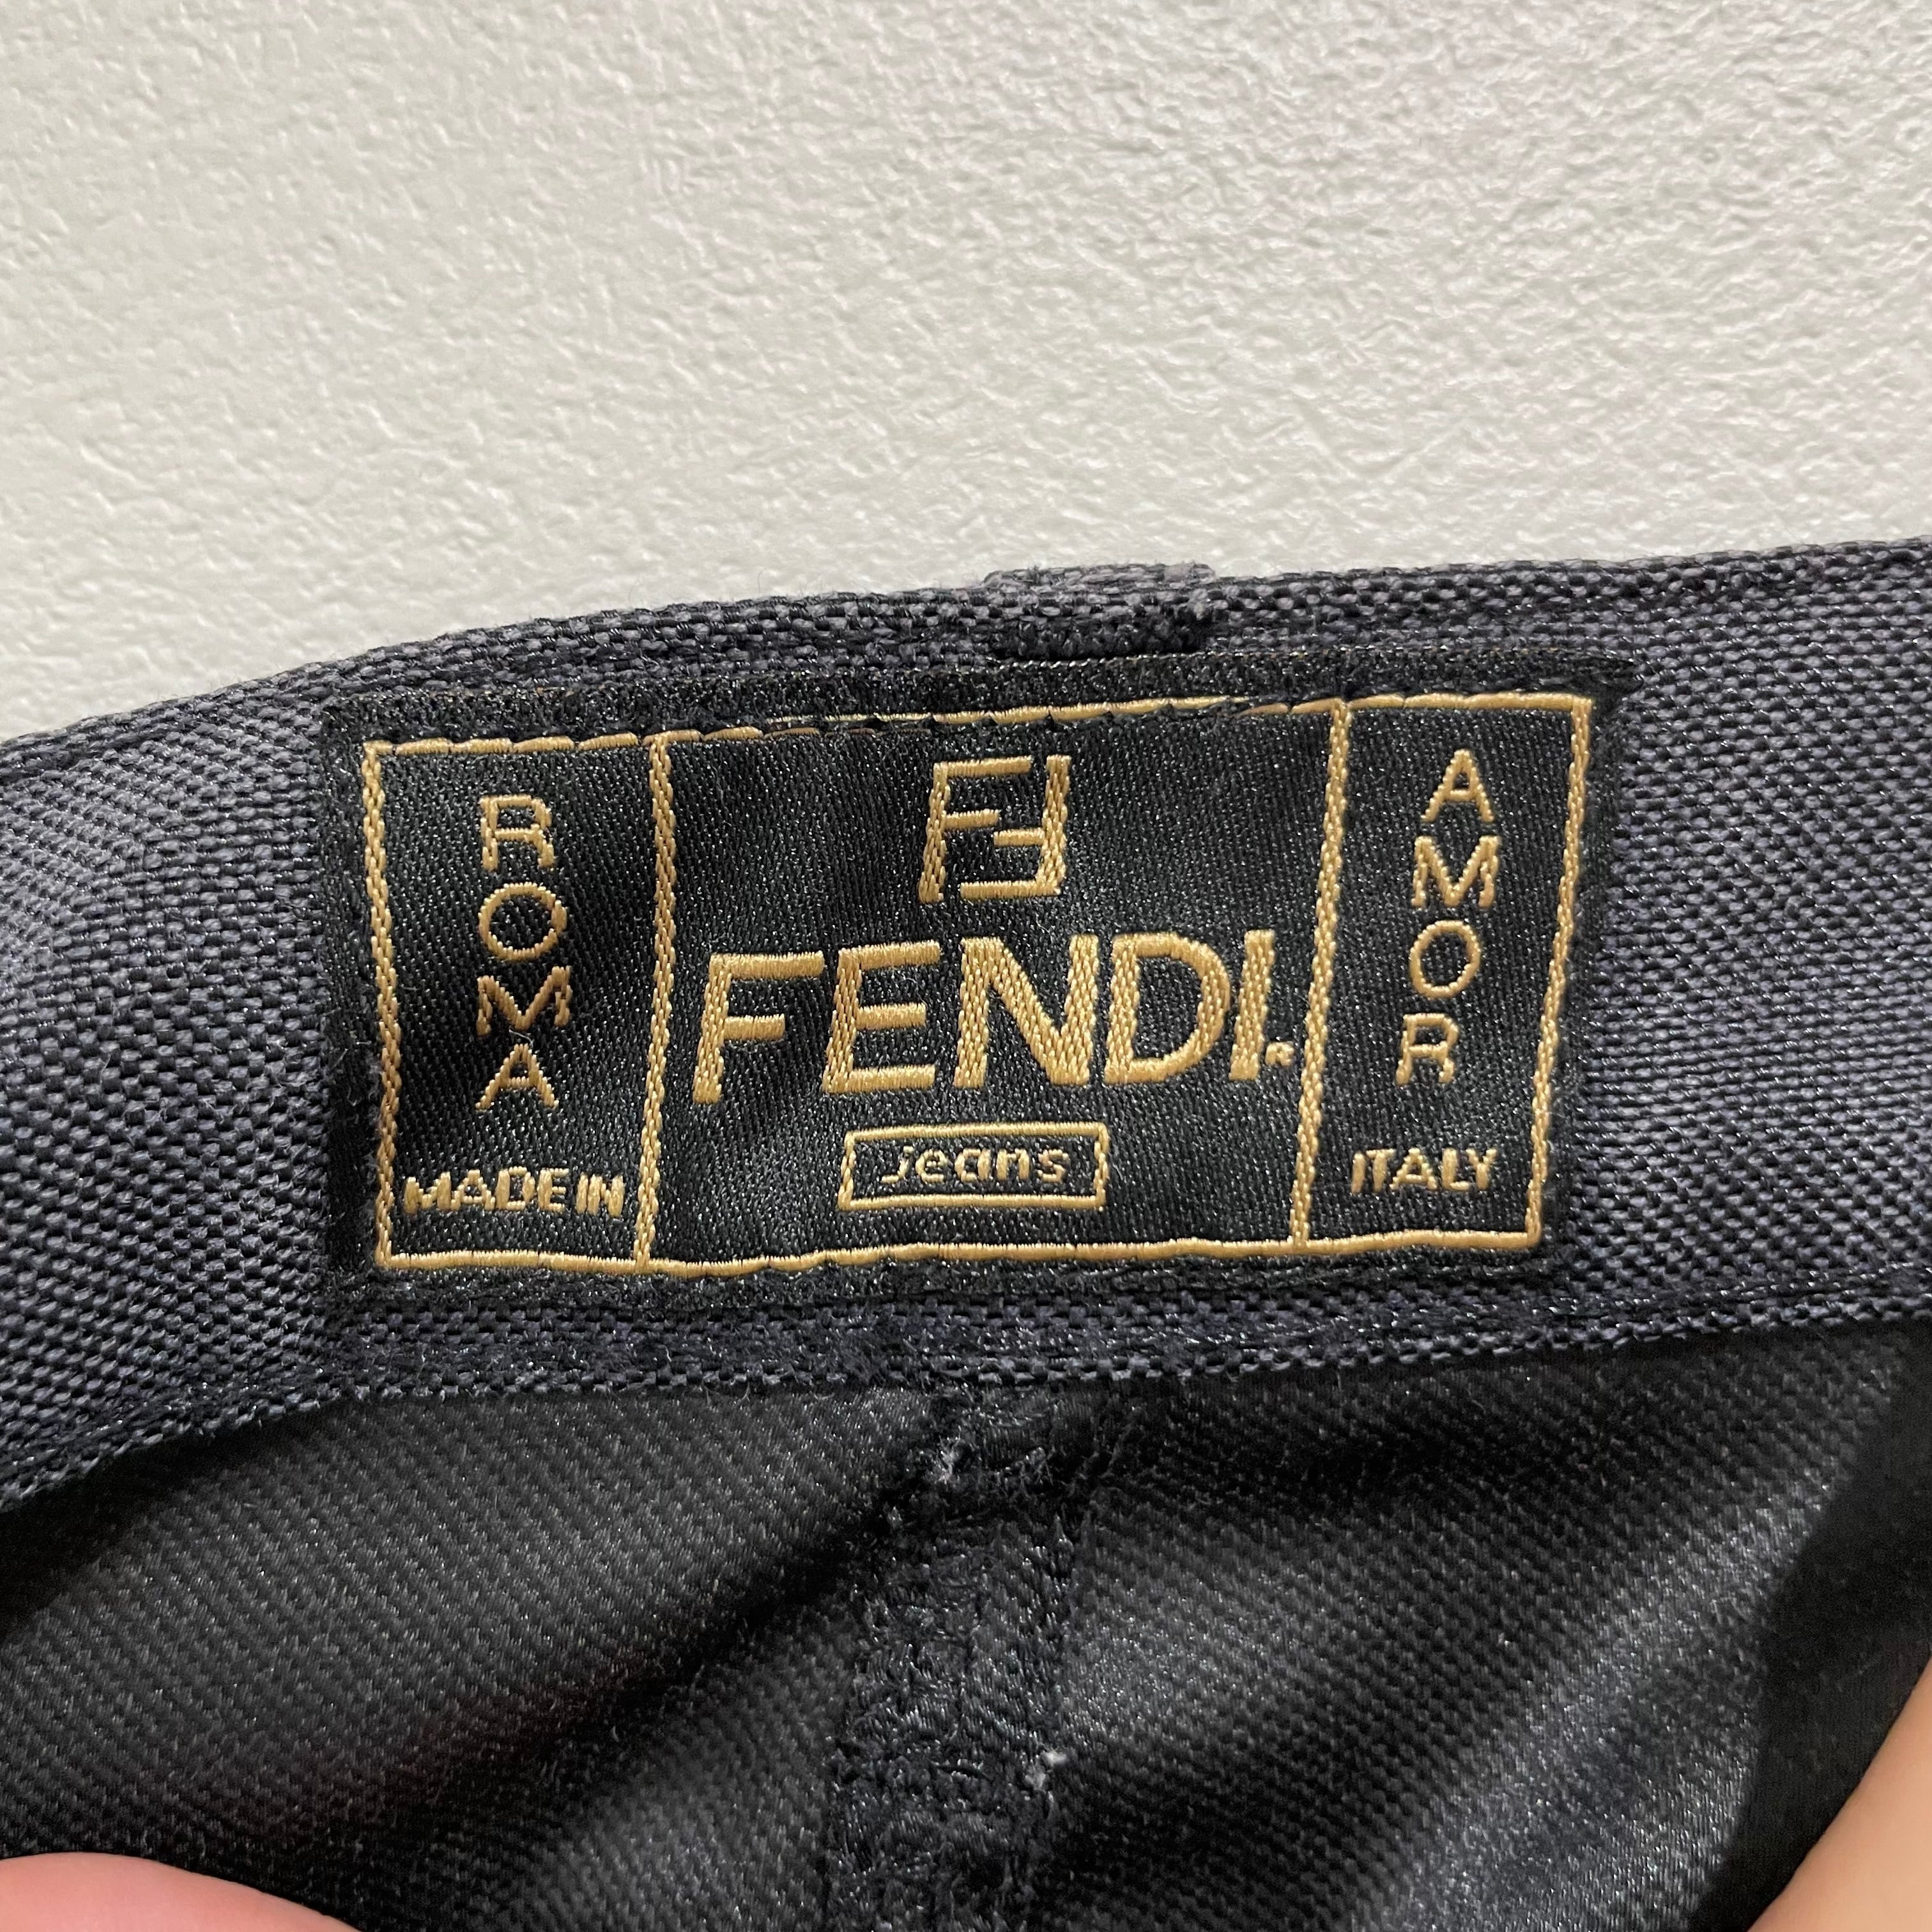 ROMA
MADE IN
FF
FENDI®
jeans
AMOR
ITALY